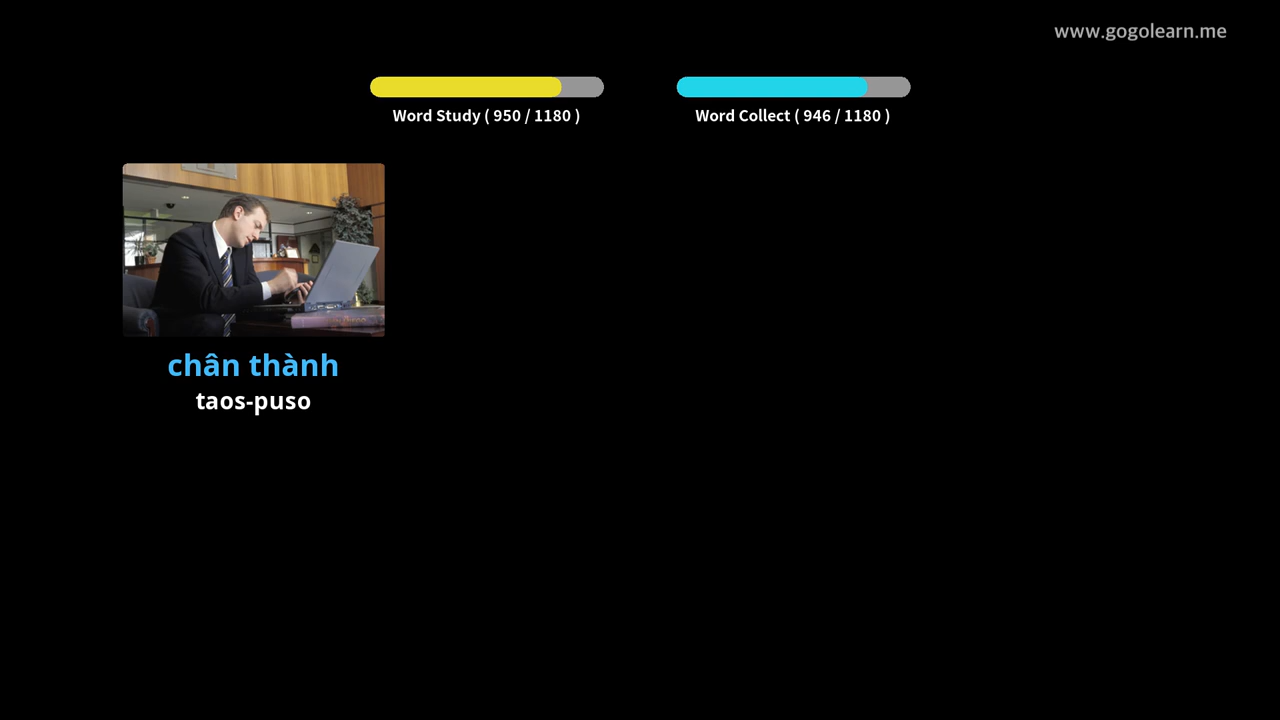 www.gogolearn.me
Word Study ( 950 / 1180 )
Word Collect ( 946 / 1180 )
chân thành
taos-puso